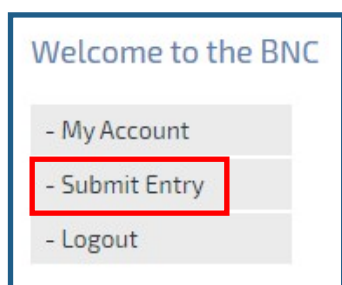 Welcome to the BNC
- My Account
- Submit Entry
- Logout